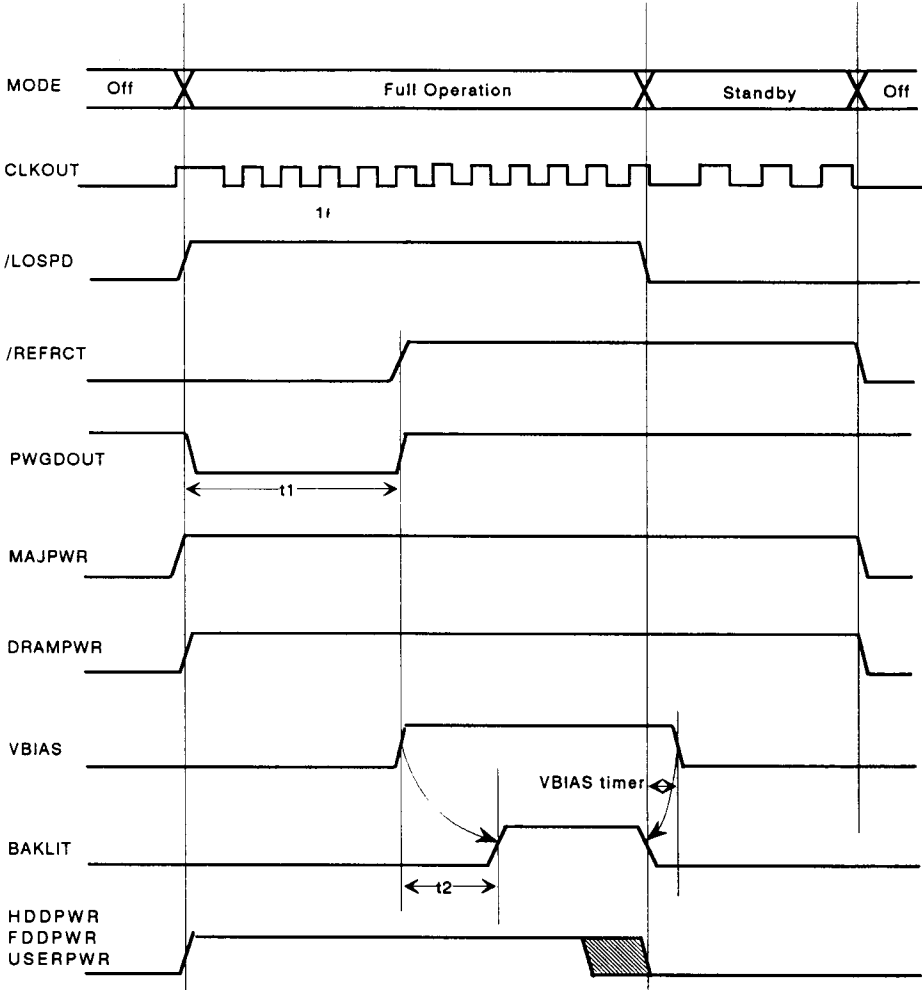 MODE Off Full Operation Standby Off
CLKOUT
/LOSPD
/REFRCT
PWGDOUT
t1
MAJPWR
DRAMPWR
VBIAS
VBIAS timer
BAKLIT
t2
HDDPWR
FDDPWR
USERPWR